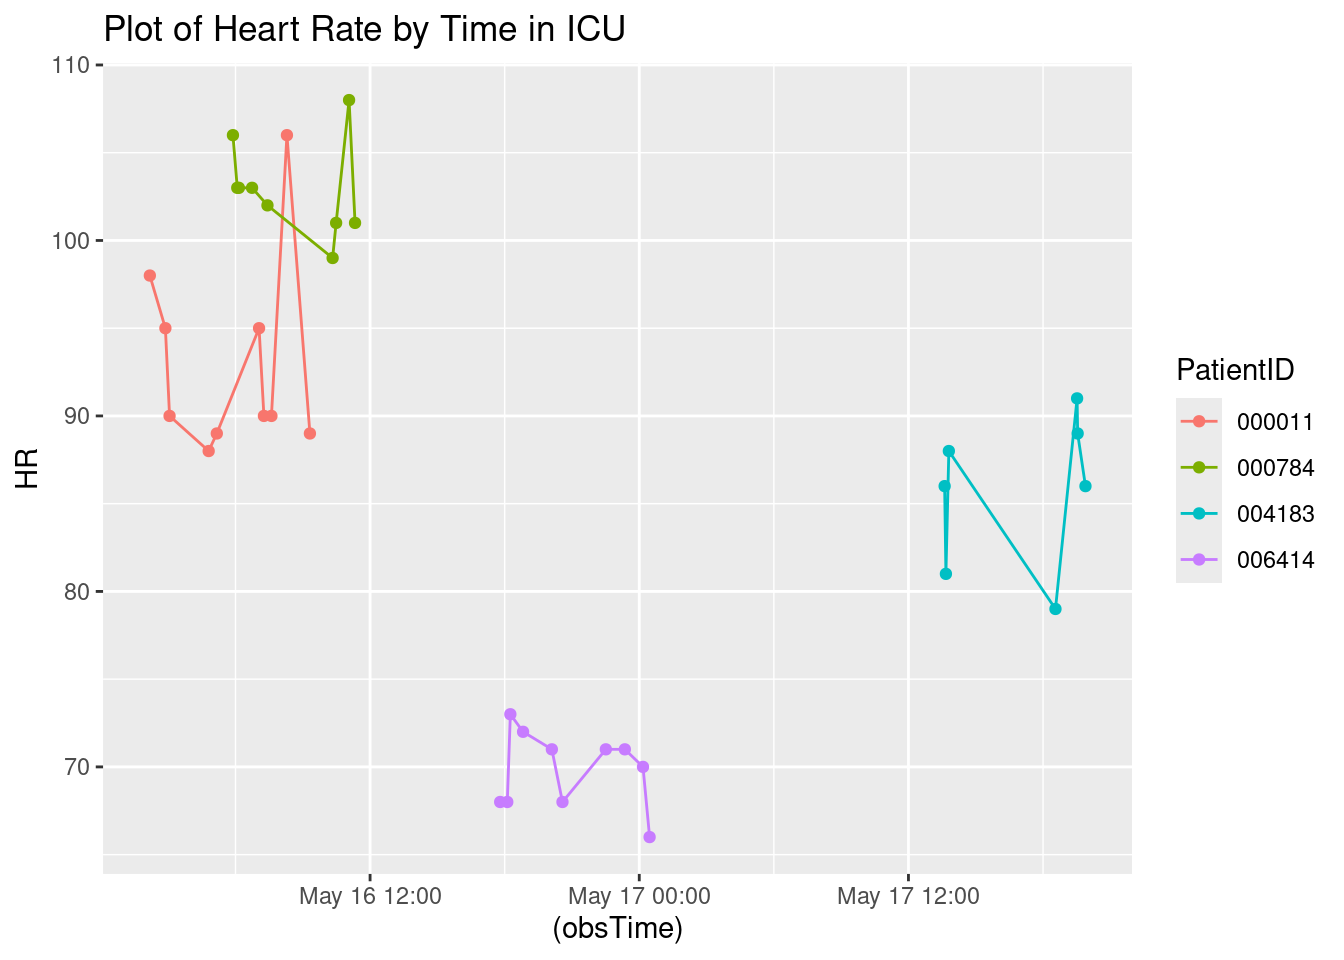 Plot of Heart Rate by Time in ICU
110
100
90
80
70
HR
May 16 12:00
May 17 00:00
May 17 12:00
(obsTime)
PatientID
000011
000784
004183
006414